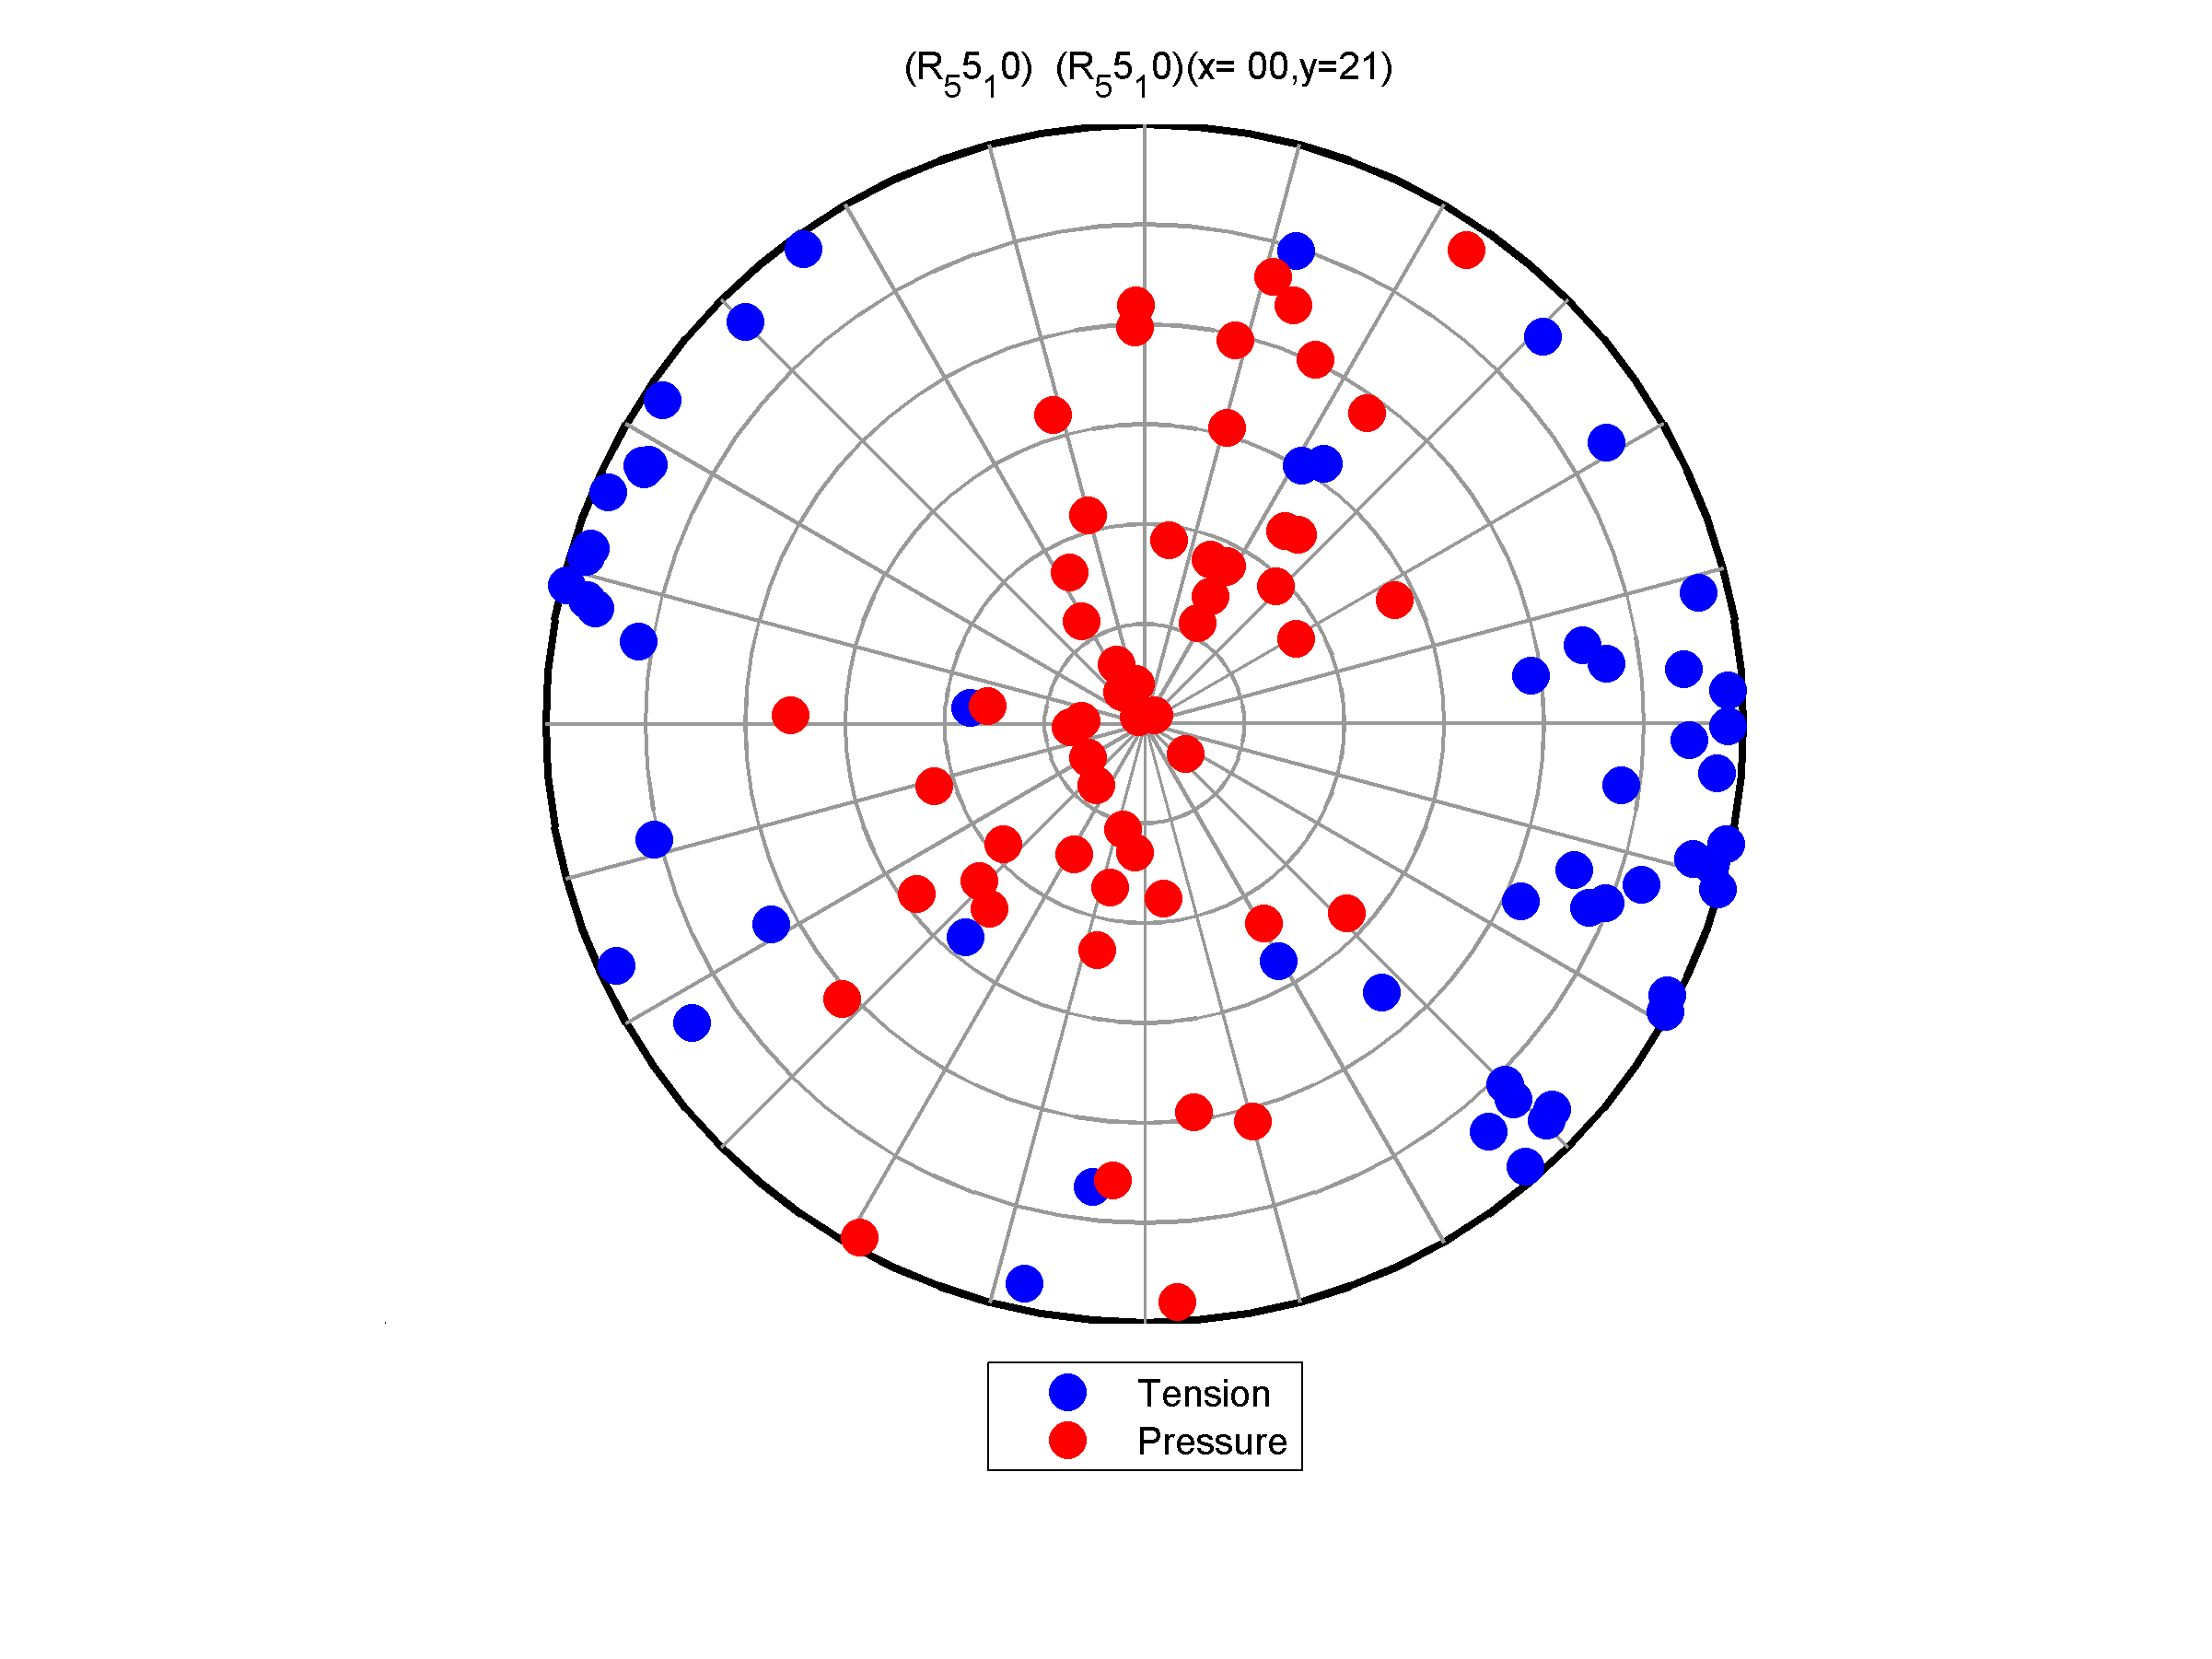 (R₅5₁0) (R₅5₁0)(x= 00,y=21)
Tension
Pressure